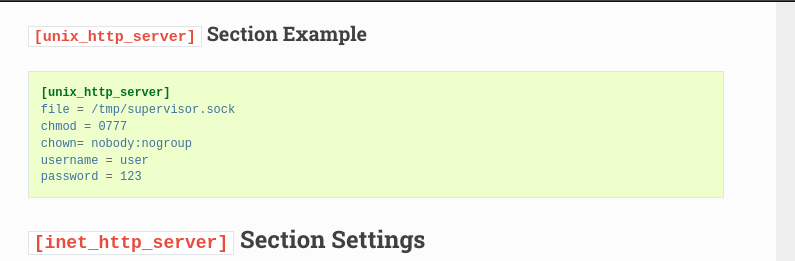 [unix_http_server] Section Example
[unix_http_server]
file = /tmp/supervisor.sock
chmod = 0777
chown= nobody:nogroup
username = user
password = 123
[inet_http_server] Section Settings